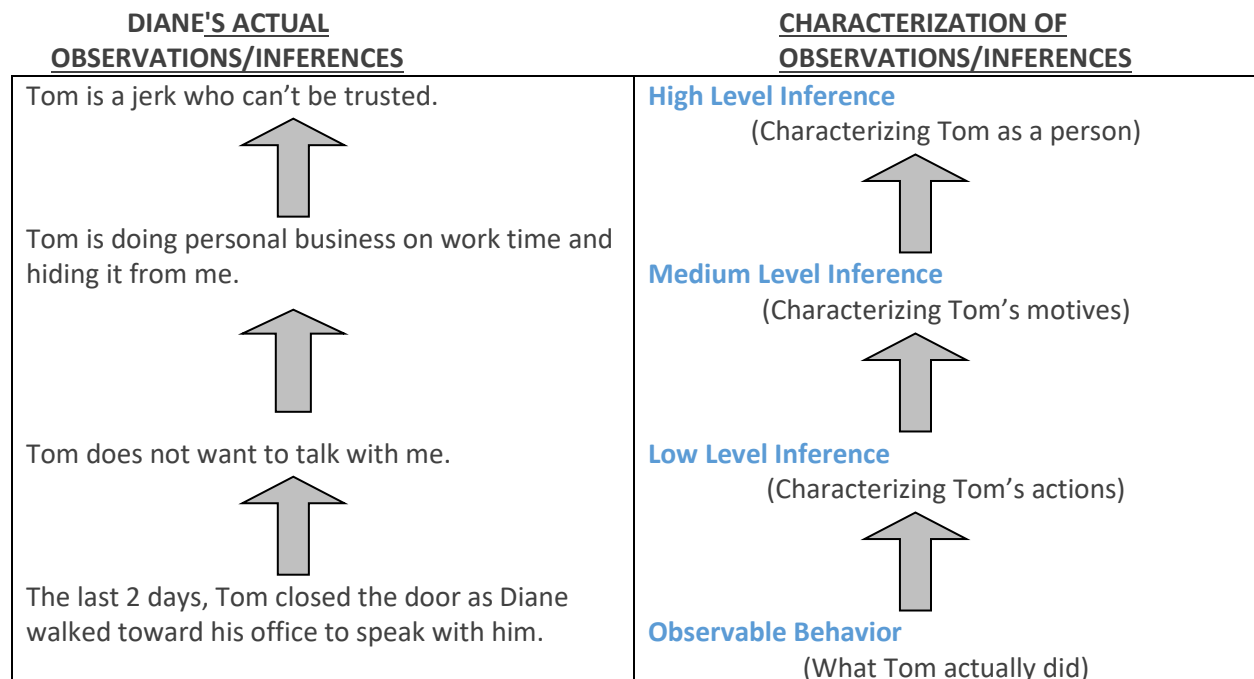 DIANE'S ACTUAL
OBSERVATIONS/INFERENCES
Tom is a jerk who can’t be trusted.
Tom is doing personal business on work time and
hiding it from me.
Tom does not want to talk with me.
The last 2 days, Tom closed the door as Diane
walked toward his office to speak with him.
CHARACTERIZATION OF
OBSERVATIONS/INFERENCES
High Level Inference
(Characterizing Tom as a person)
Medium Level Inference
(Characterizing Tom’s motives)
Low Level Inference
(Characterizing Tom’s actions)
Observable Behavior
(What Tom actually did)